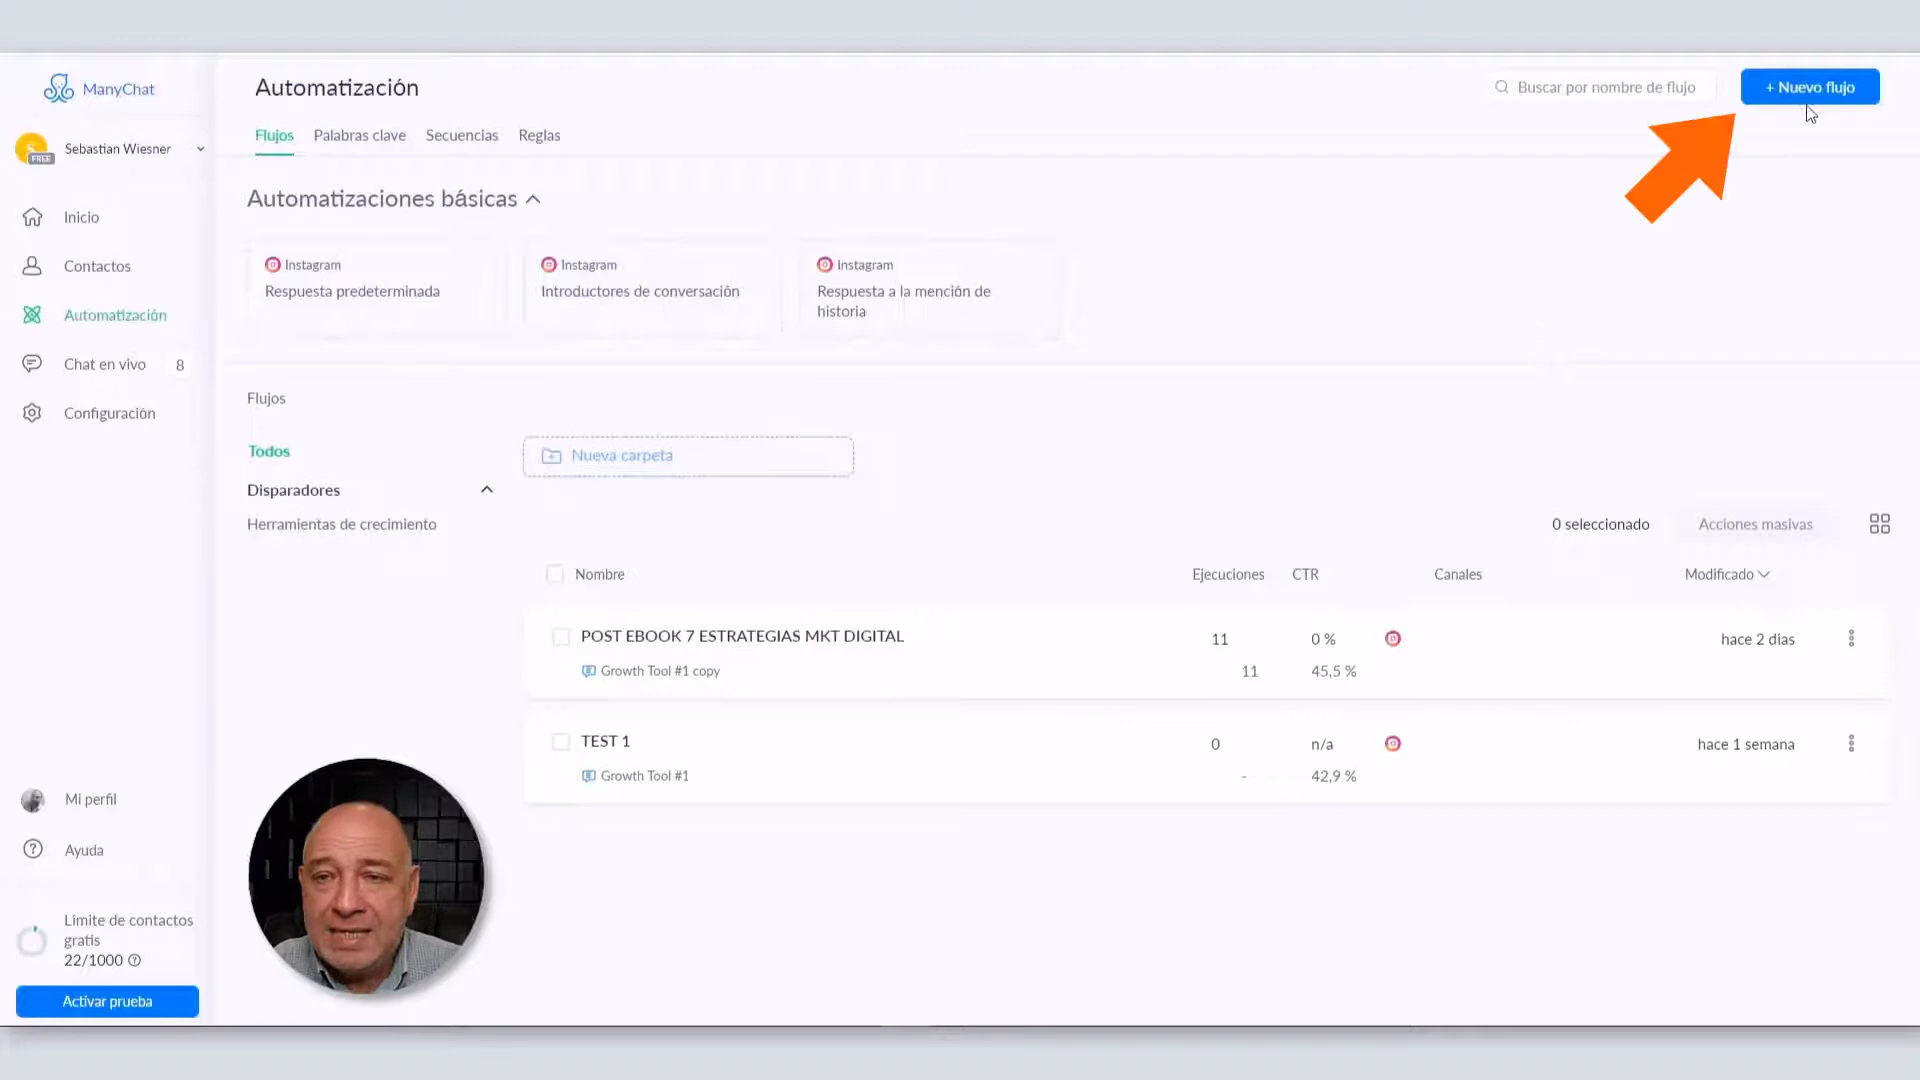 ManyChat
Automatización
Buscar por nombre de flujo
+ Nuevo flujo
FREE
Sebastian Wiesner
Flujos
Palabras clave
Secuencias
Reglas
Automatizaciones básicas
Inicio
Contactos
Automatización
Chat en vivo
8
Configuración
Instagram
Respuesta predeterminada
Instagram
Introductores de conversación
Instagram
Respuesta a la mención de
historia
Flujos
Todos
Nueva carpeta
Disparadores
Herramientas de crecimiento
0 seleccionado
Acciones masivas
Nombre
Ejecuciones
CTR
Canales
Modificado
POST EBOOK 7 ESTRATEGIAS MKT DIGITAL
11
0 %
hace 2 días
Growth Tool #1 copy
11
45,5 %
TEST 1
0
n/a
hace 1 semana
Growth Tool #1
-
42,9 %
Mi perfil
Ayuda
Límite de contactos
gratis
22/1000
Activar prueba